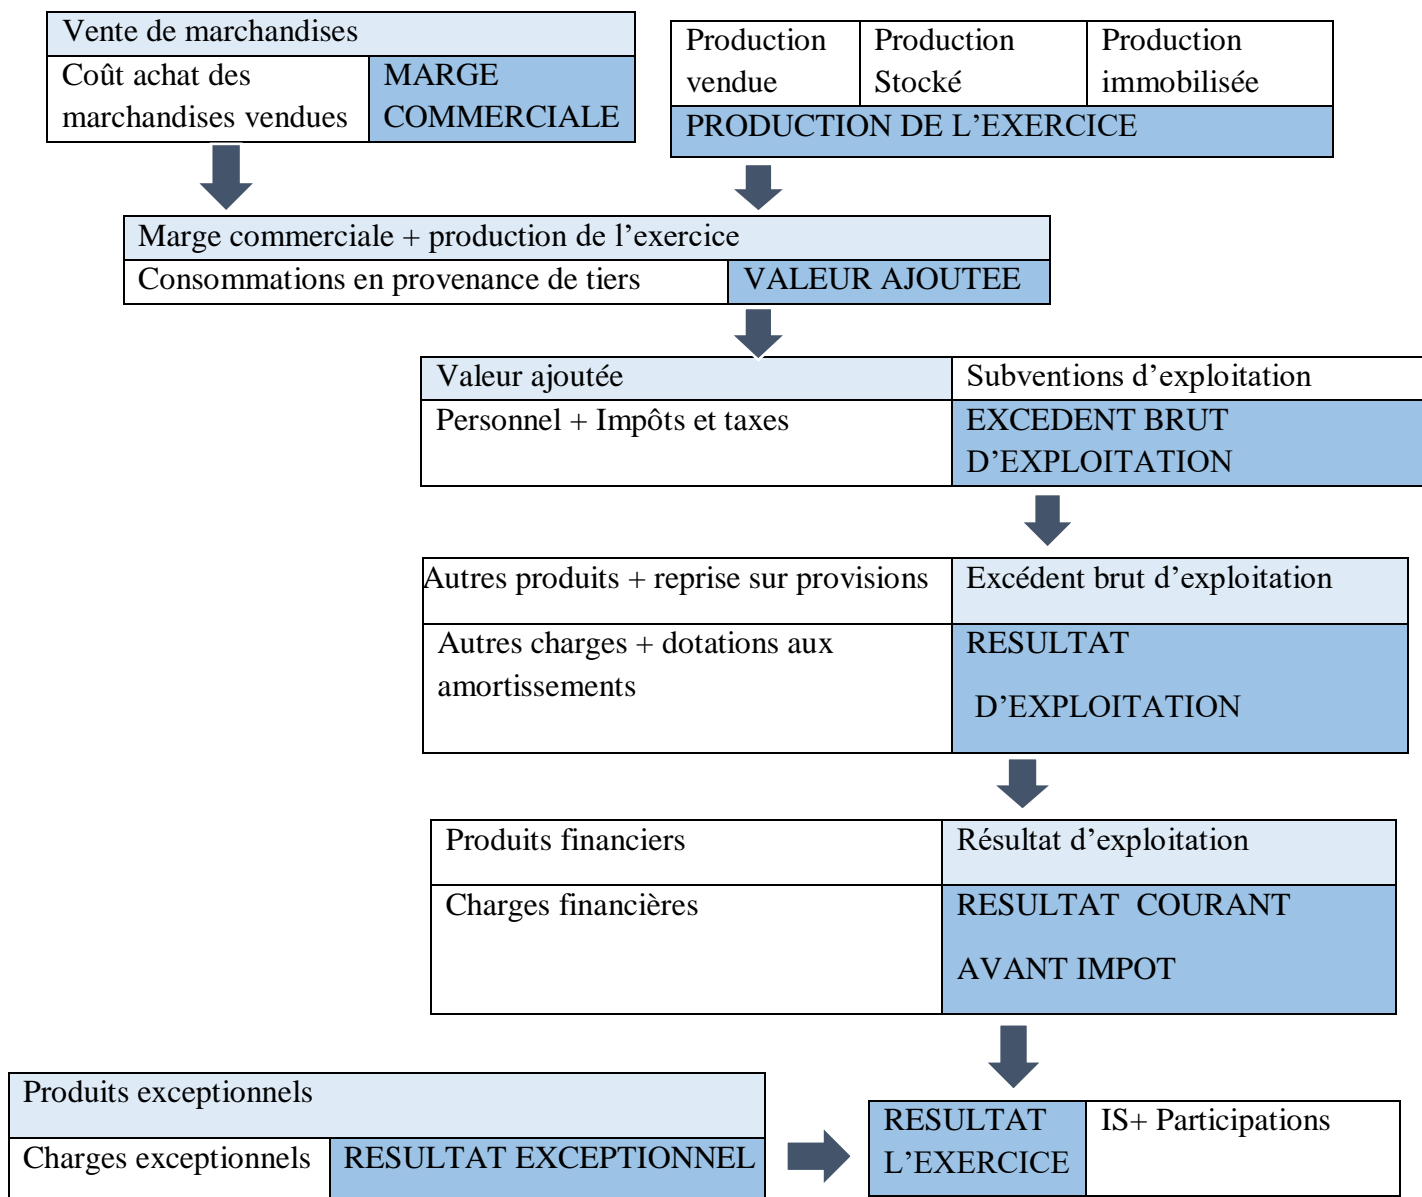 Vente de marchandises
Coût achat des
marchandises vendues
MARGE
COMMERCIALE
Production
vendue
Production
Stocké
Production
immobilisée
PRODUCTION DE L’EXERCICE
Marge commerciale + production de l’exercice
Consommations en provenance de tiers
VALEUR AJOUTEE
Valeur ajoutée
Subventions d’exploitation
Personnel + Impôts et taxes
EXCEDENT BRUT
D’EXPLOITATION
Autres produits + reprise sur provisions
Excédent brut d’exploitation
Autres charges + dotations aux
amortissements
RESULTAT
D’EXPLOITATION
Produits financiers
Résultat d’exploitation
Charges financières
RESULTAT COURANT
AVANT IMPOT
Produits exceptionnels
Charges exceptionnels
RESULTAT EXCEPTIONNEL
RESULTAT
L’EXERCICE
IS+ Participations